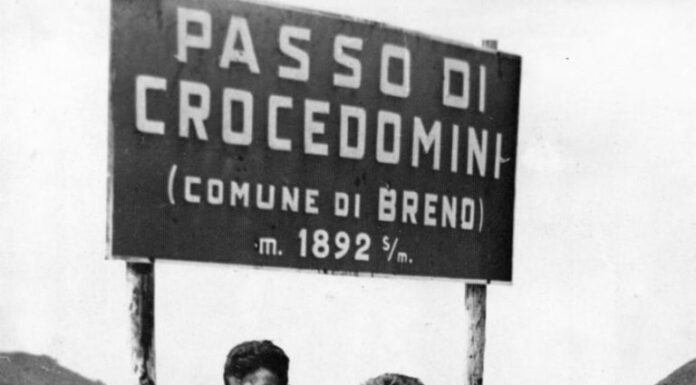 PASSO DI
CROCEDOMINI
(COMUNE DI BRENO)
m. 1892 s/m.